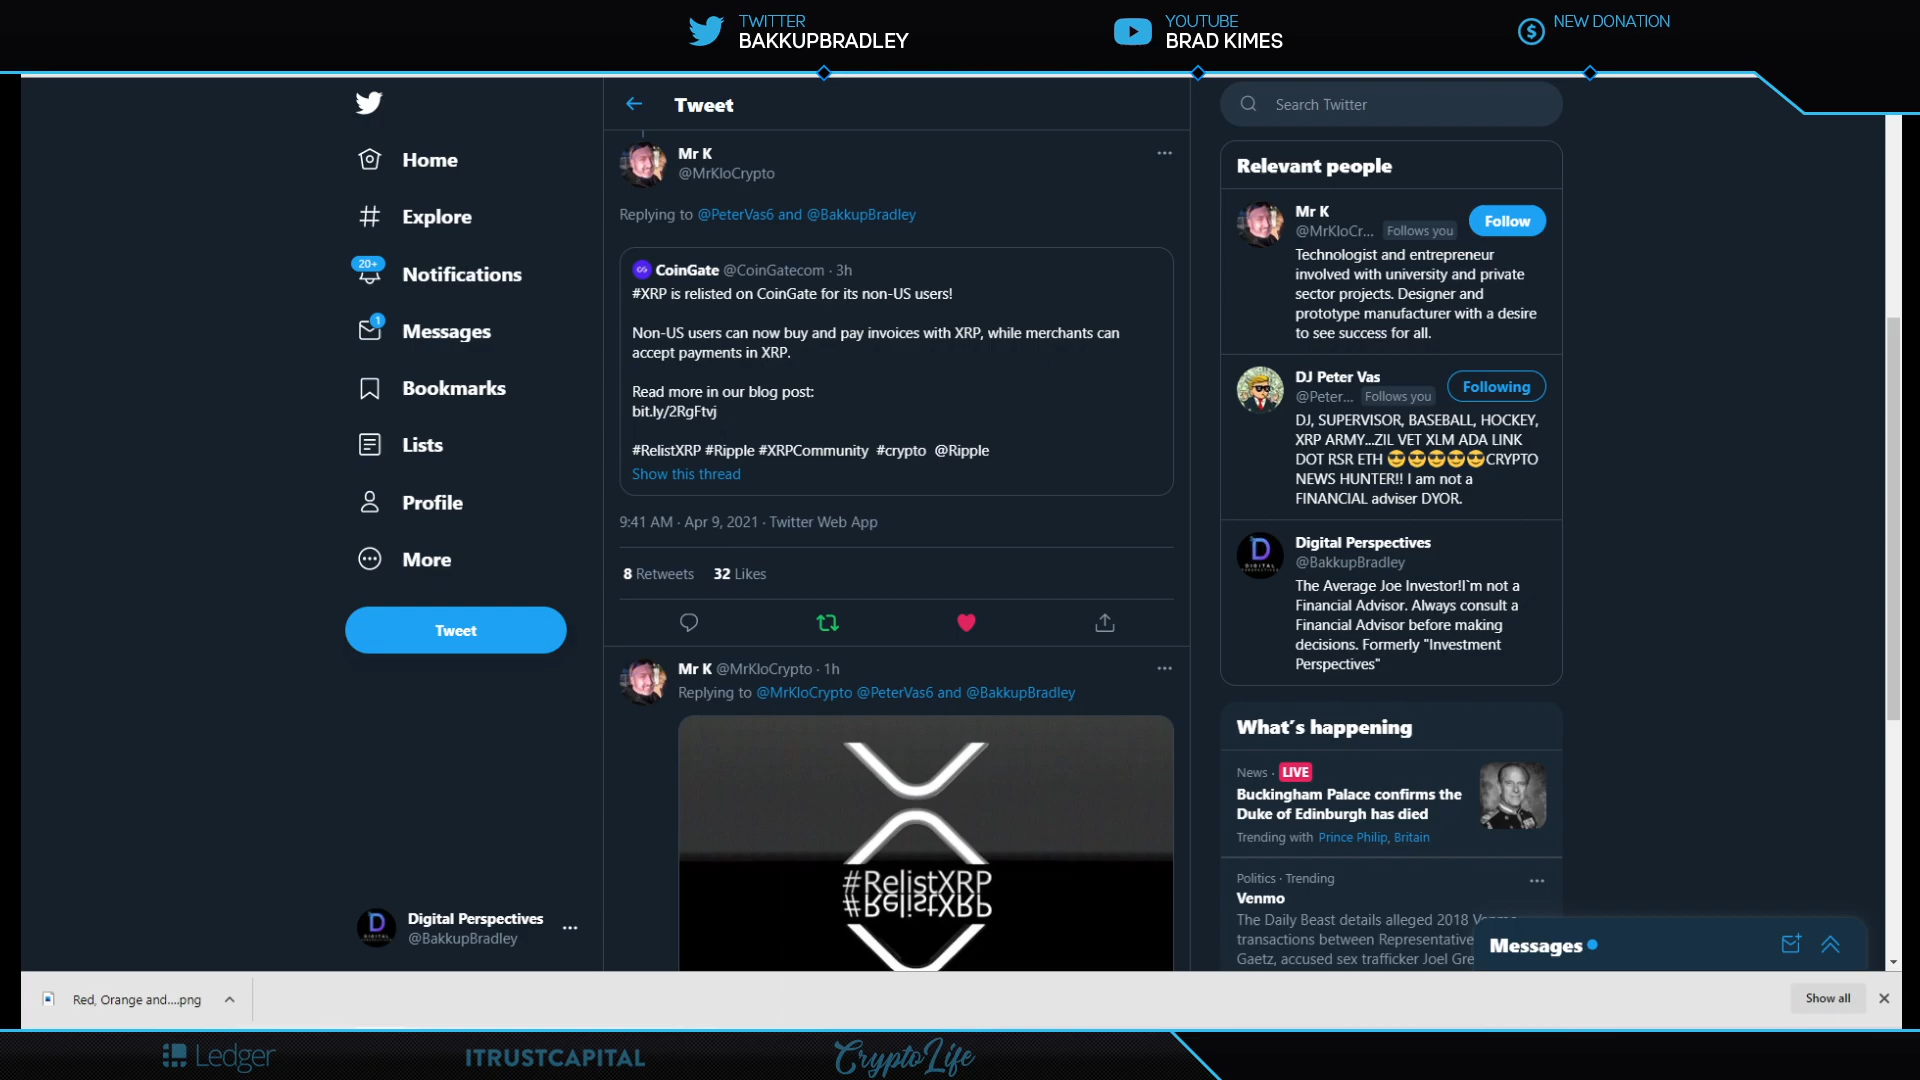 TWITTER
BAKKUPBRADLEY
YOUTUBE
BRAD KIMES
NEW DONATION
Home
Explore
20+
Notifications
1
Messages
Bookmarks
Lists
Profile
More
Tweet
Digital Perspectives
@BakkupBradley
Tweet
Mr K
@MrKloCrypto
Replying to @PeterVas6 and @BakkupBradley
CoinGate @CoinGatecom · 3h
#XRP is relisted on CoinGate for its non-US users!
Non-US users can now buy and pay invoices with XRP, while merchants can
accept payments in XRP.
Read more in our blog post:
bit.ly/2RgFtvj
#RelistXRP #Ripple #XRPCommunity #crypto @Ripple
Show this thread
9:41 AM · Apr 9, 2021 · Twitter Web App
8 Retweets 32 Likes
Mr K @MrKloCrypto · 1h
Replying to @MrKloCrypto @PeterVas6 and @BakkupBradley
#RelistXRP
#RelistXRP
Search Twitter
Relevant people
Mr K
@MrKloCr... Follows you
Follow
Technologist and entrepreneur
involved with university and private
sector projects. Designer and
prototype manufacturer with a desire
to see success for all.
DJ Peter Vas
@Peter... Follows you
Following
DJ, SUPERVISOR, BASEBALL, HOCKEY,
XRP ARMY...ZIL VET XLM ADA LINK
DOT RSR ETH 😎😎😎😎😎CRYPTO
NEWS HUNTER!! I am not a
FINANCIAL adviser DYOR.
Digital Perspectives
@BakkupBradley
The Average Joe Investor!I`m not a
Financial Advisor. Always consult a
Financial Advisor before making
decisions. Formerly "Investment
Perspectives"
What's happening
News · LIVE
Buckingham Palace confirms the
Duke of Edinburgh has died
Trending with Prince Philip, Britain
Politics · Trending
Venmo
The Daily Beast details alleged 2018 Venmo
transactions between Representative
Gaetz, accused sex trafficker Joel Gre
Messages
Red, Orange and....png
Show all
Ledger
ITRUSTCAPITAL
CryptoLife